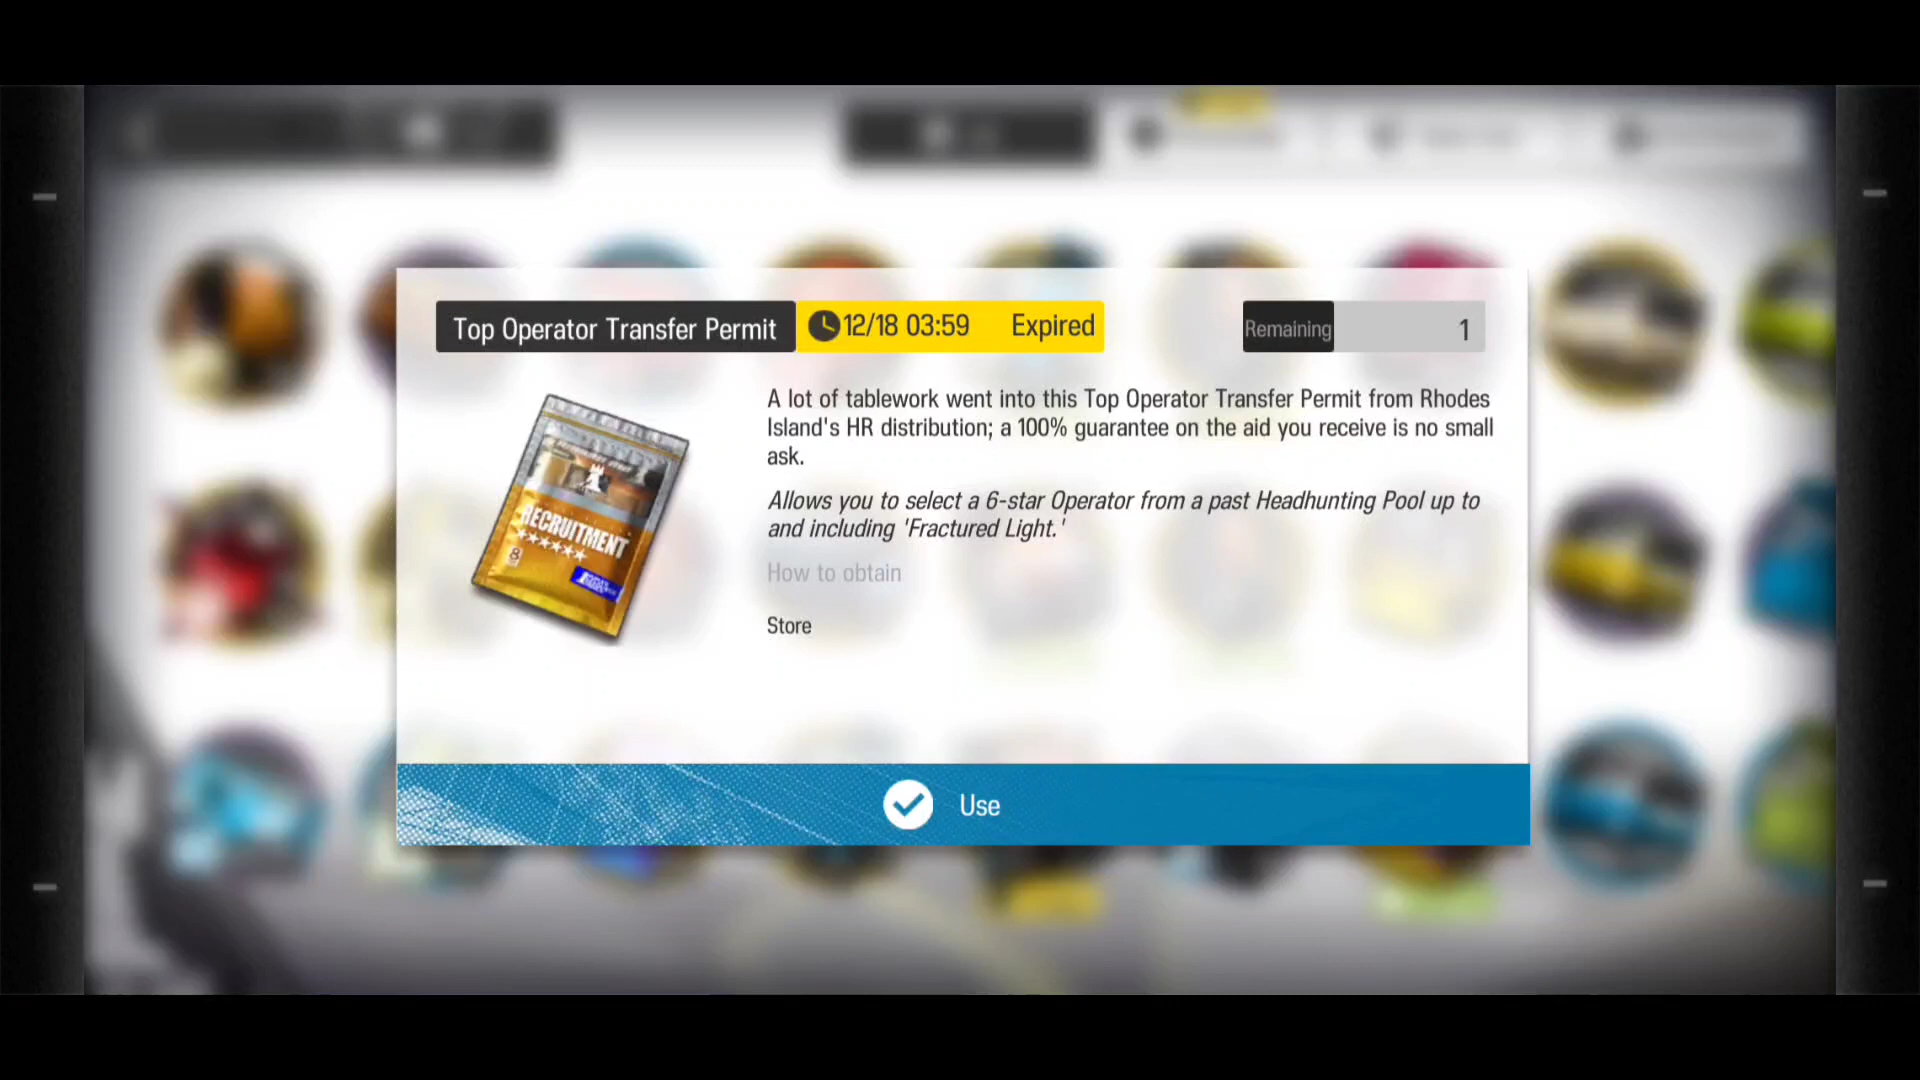 Top Operator Transfer Permit
12/18 03:59 Expired
Remaining 1
A lot of tablework went into this Top Operator Transfer Permit from Rhodes
Island's HR distribution; a 100% guarantee on the aid you receive is no small
ask.
Allows you to select a 6-star Operator from a past Headhunting Pool up to
and including 'Fractured Light.'
RECRUITMENT
8
How to obtain
Store
Use